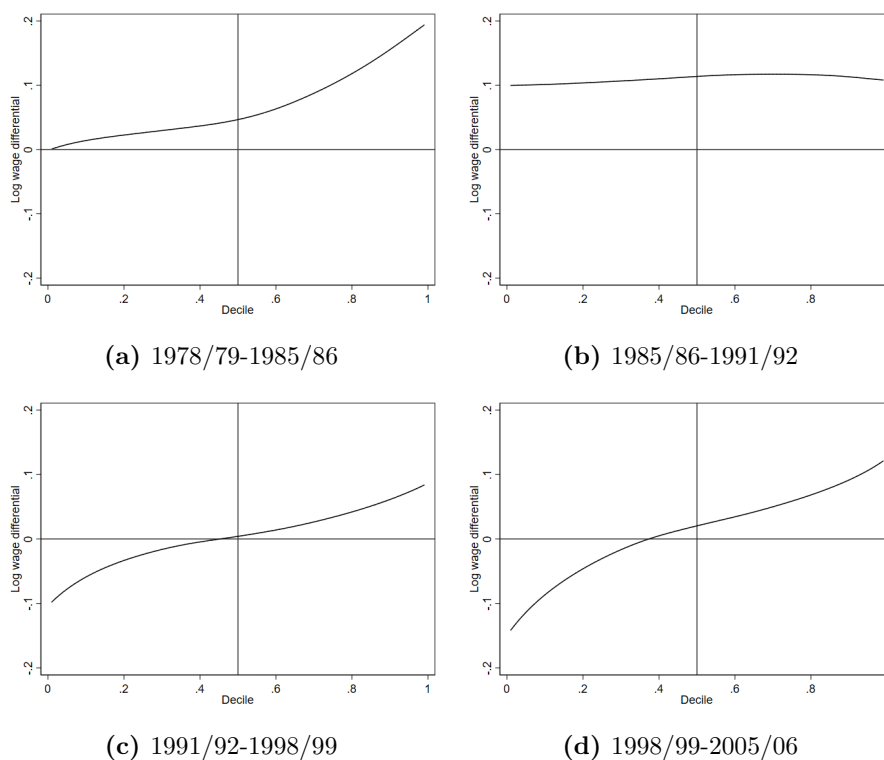 Log wage differential
.2
.1
0
-.1
-.2
0 .2 .4 .6 .8 1
Decile
(a) 1978/79-1985/86
Log wage differential
.2
.1
0
-.1
-.2
0 .2 .4 .6 .8
Decile
(b) 1985/86-1991/92
Log wage differential
.2
.1
0
-.1
-.2
0 .2 .4 .6 .8 1
Decile
(c) 1991/92-1998/99
Log wage differential
.2
.1
0
-.1
-.2
0 .2 .4 .6 .8
Decile
(d) 1998/99-2005/06